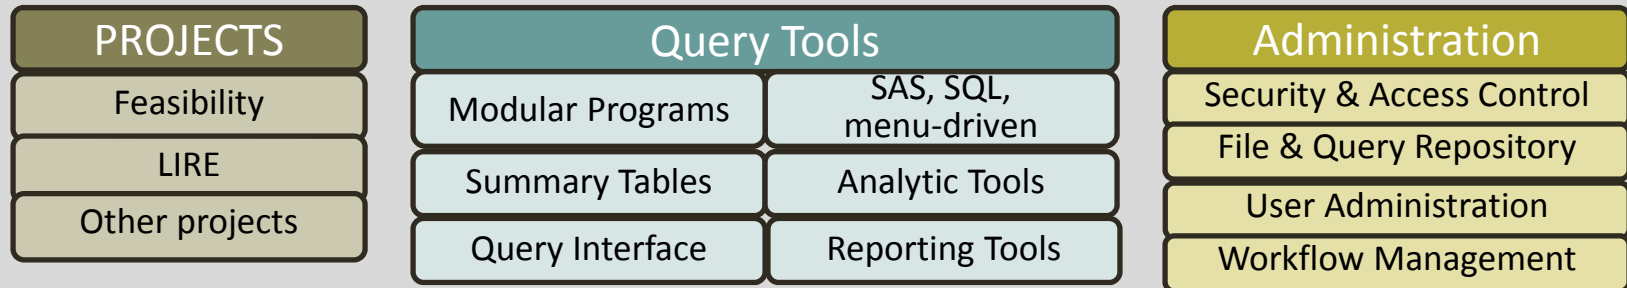 PROJECTS
Feasibility
LIRE
Other projects
Query Tools
Modular Programs
SAS, SQL,
menu-driven
Summary Tables
Analytic Tools
Query Interface
Reporting Tools
Administration
Security & Access Control
File & Query Repository
User Administration
Workflow Management